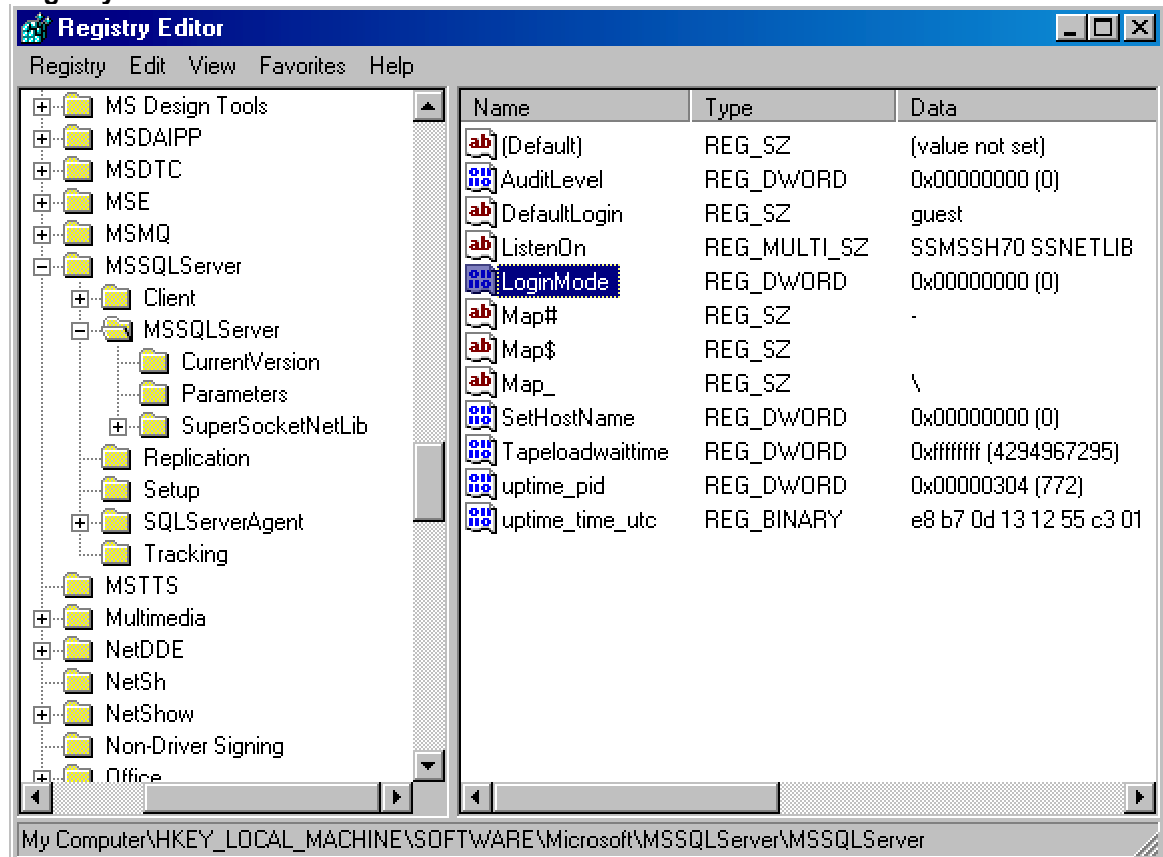 Registry Editor
Registry Edit View Favorites Help
MS Design Tools
MSDAIPP
MSDTC
MSE
MSMQ
MSSQLServer
Client
MSSQLServer
CurrentVersion
Parameters
SuperSocketNetLib
Replication
Setup
SQLServerAgent
Tracking
MSTTS
Multimedia
NetDDE
NetSh
NetShow
Non-Driver Signing
Office
Name Type Data
(Default) REG_SZ (value not set)
AuditLevel REG_DWORD 0x00000000 (0)
DefaultLogin REG_SZ guest
ListenOn REG_MULTI_SZ SSMSSH70 SSNETLIB
LoginMode REG_DWORD 0x00000000 (0)
Map# REG_SZ -
Map$ REG_SZ
Map_ REG_SZ \
SetHostName REG_DWORD 0x00000000 (0)
Tapeloadwaittime REG_DWORD 0xffffffff (4294967295)
uptime_pid REG_DWORD 0x00000304 (772)
uptime_time_utc REG_BINARY e8 b7 0d 13 12 55 c3 01
My Computer\HKEY_LOCAL_MACHINE\SOFTWARE\Microsoft\MSSQLServer\MSSQLServer